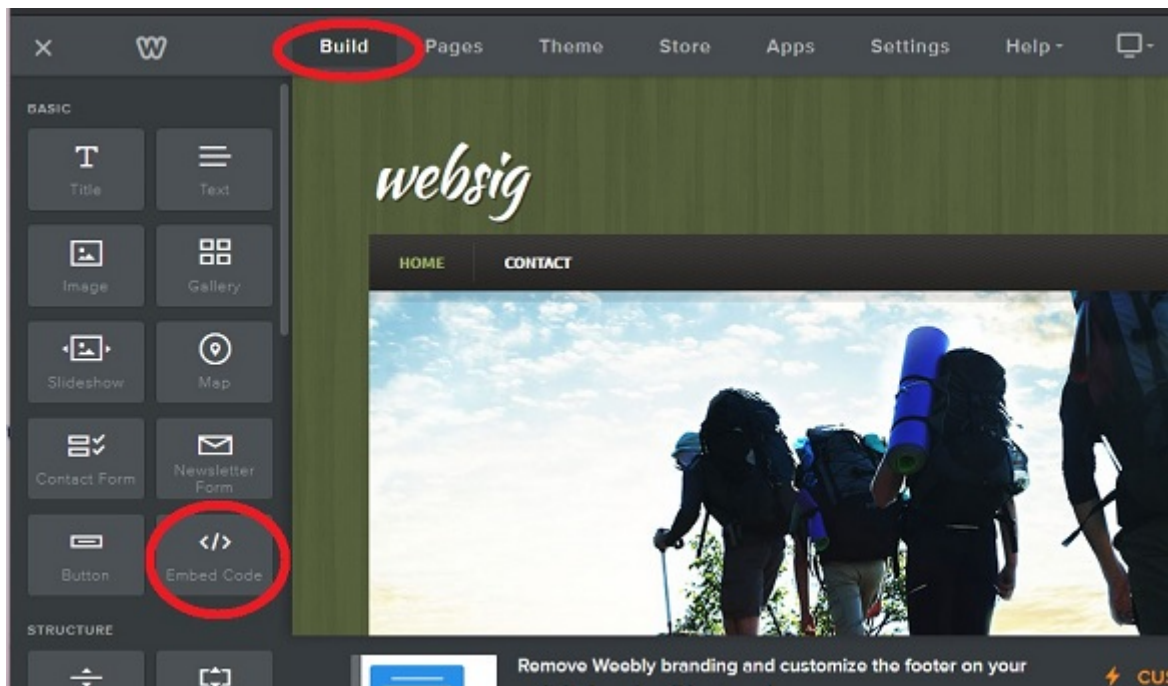 Build Pages Theme Store Apps Settings Help
BASIC
Title Text
Image Gallery
Slideshow Map
Contact Form Newsletter Form
Button Embed Code
STRUCTURE
websig
HOME CONTACT
Remove Weebly branding and customize the footer on your